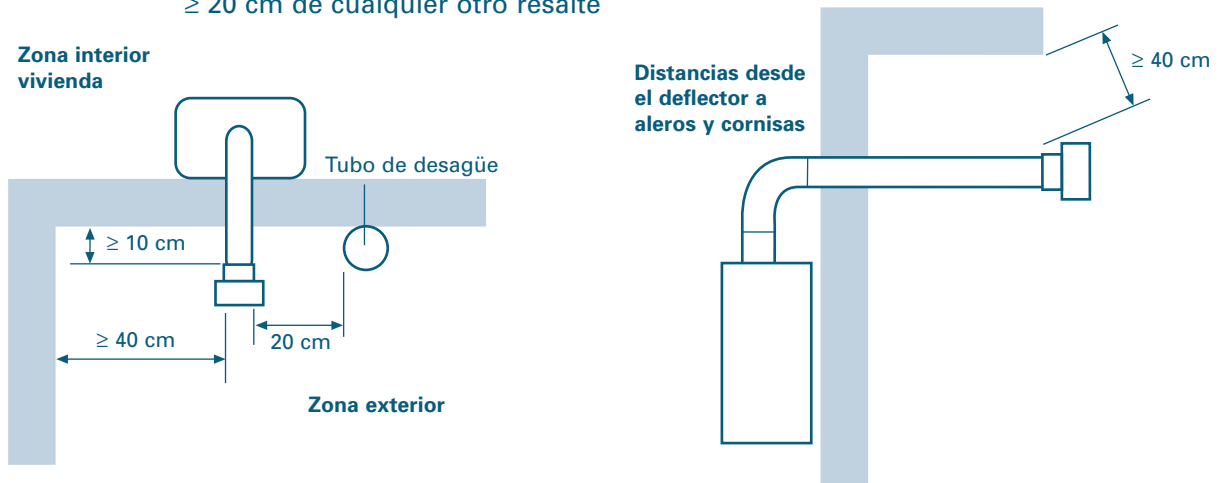 ≥ 20 cm de cualquier otro resalte
Zona interior
vivienda
Tubo de desagüe
≥ 10 cm
≥ 40 cm
20 cm
Zona exterior
Distancias desde
el deflector a
aleros y cornisas
≥ 40 cm